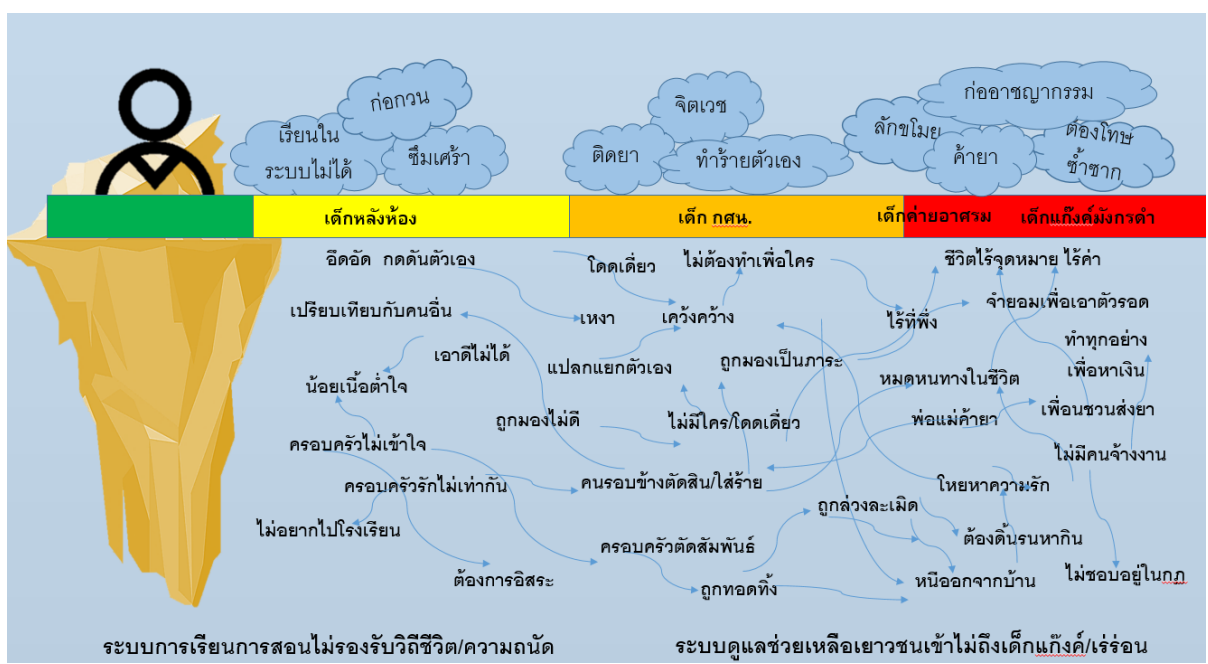 ก่อกวน
เรียนใน
ระบบไม่ได้
ซึมเศร้า
จิตเวช
ติดยา
ทำร้ายตัวเอง
ก่ออาชญากรรม
ลักขโมย
ค้ายา
ต้องโทษ
ซ้ำซาก
เด็กหลังห้อง
เด็ก กศน.
เด็กค่ายอาศรม
เด็กแก๊งค์มังกรดำ
อึดอัด กดดันตัวเอง
โดดเดี่ยว
ไม่ต้องทำเพื่อใคร
ชีวิตไร้จุดหมาย ไร้ค่า
เปรียบเทียบกับคนอื่น
เหงา
เคว้งคว้าง
ไร้ที่พึ่ง
จำยอมเพื่อเอาตัวรอด
เอาดีไม่ได้
แปลกแยกตัวเอง
ถูกมองเป็นภาระ
ทำทุกอย่าง
เพื่อหาเงิน
น้อยเนื้อต่ำใจ
หมดหนทางในชีวิต
ถูกมองไม่ดี
ไม่มีใคร/โดดเดี่ยว
พ่อแม่ค้ายา
เพื่อนชวนส่งยา
ครอบครัวไม่เข้าใจ
ไม่มีคนจ้างงาน
ครอบครัวรักไม่เท่ากัน
คนรอบข้างตัดสิน/ใส่ร้าย
โหยหาความรัก
ไม่อยากไปโรงเรียน
ถูกล่วงละเมิด
ต้องดิ้นรนหากิน
ครอบครัวตัดสัมพันธ์
ต้องการอิสระ
ถูกทอดทิ้ง
หนีออกจากบ้าน
ไม่ชอบอยู่ในกฎ
ระบบการเรียนการสอนไม่รองรับวิถีชีวิต/ความถนัด
ระบบดูแลช่วยเหลือเยาวชนเข้าไม่ถึงเด็กแก๊งค์/เร่ร่อน